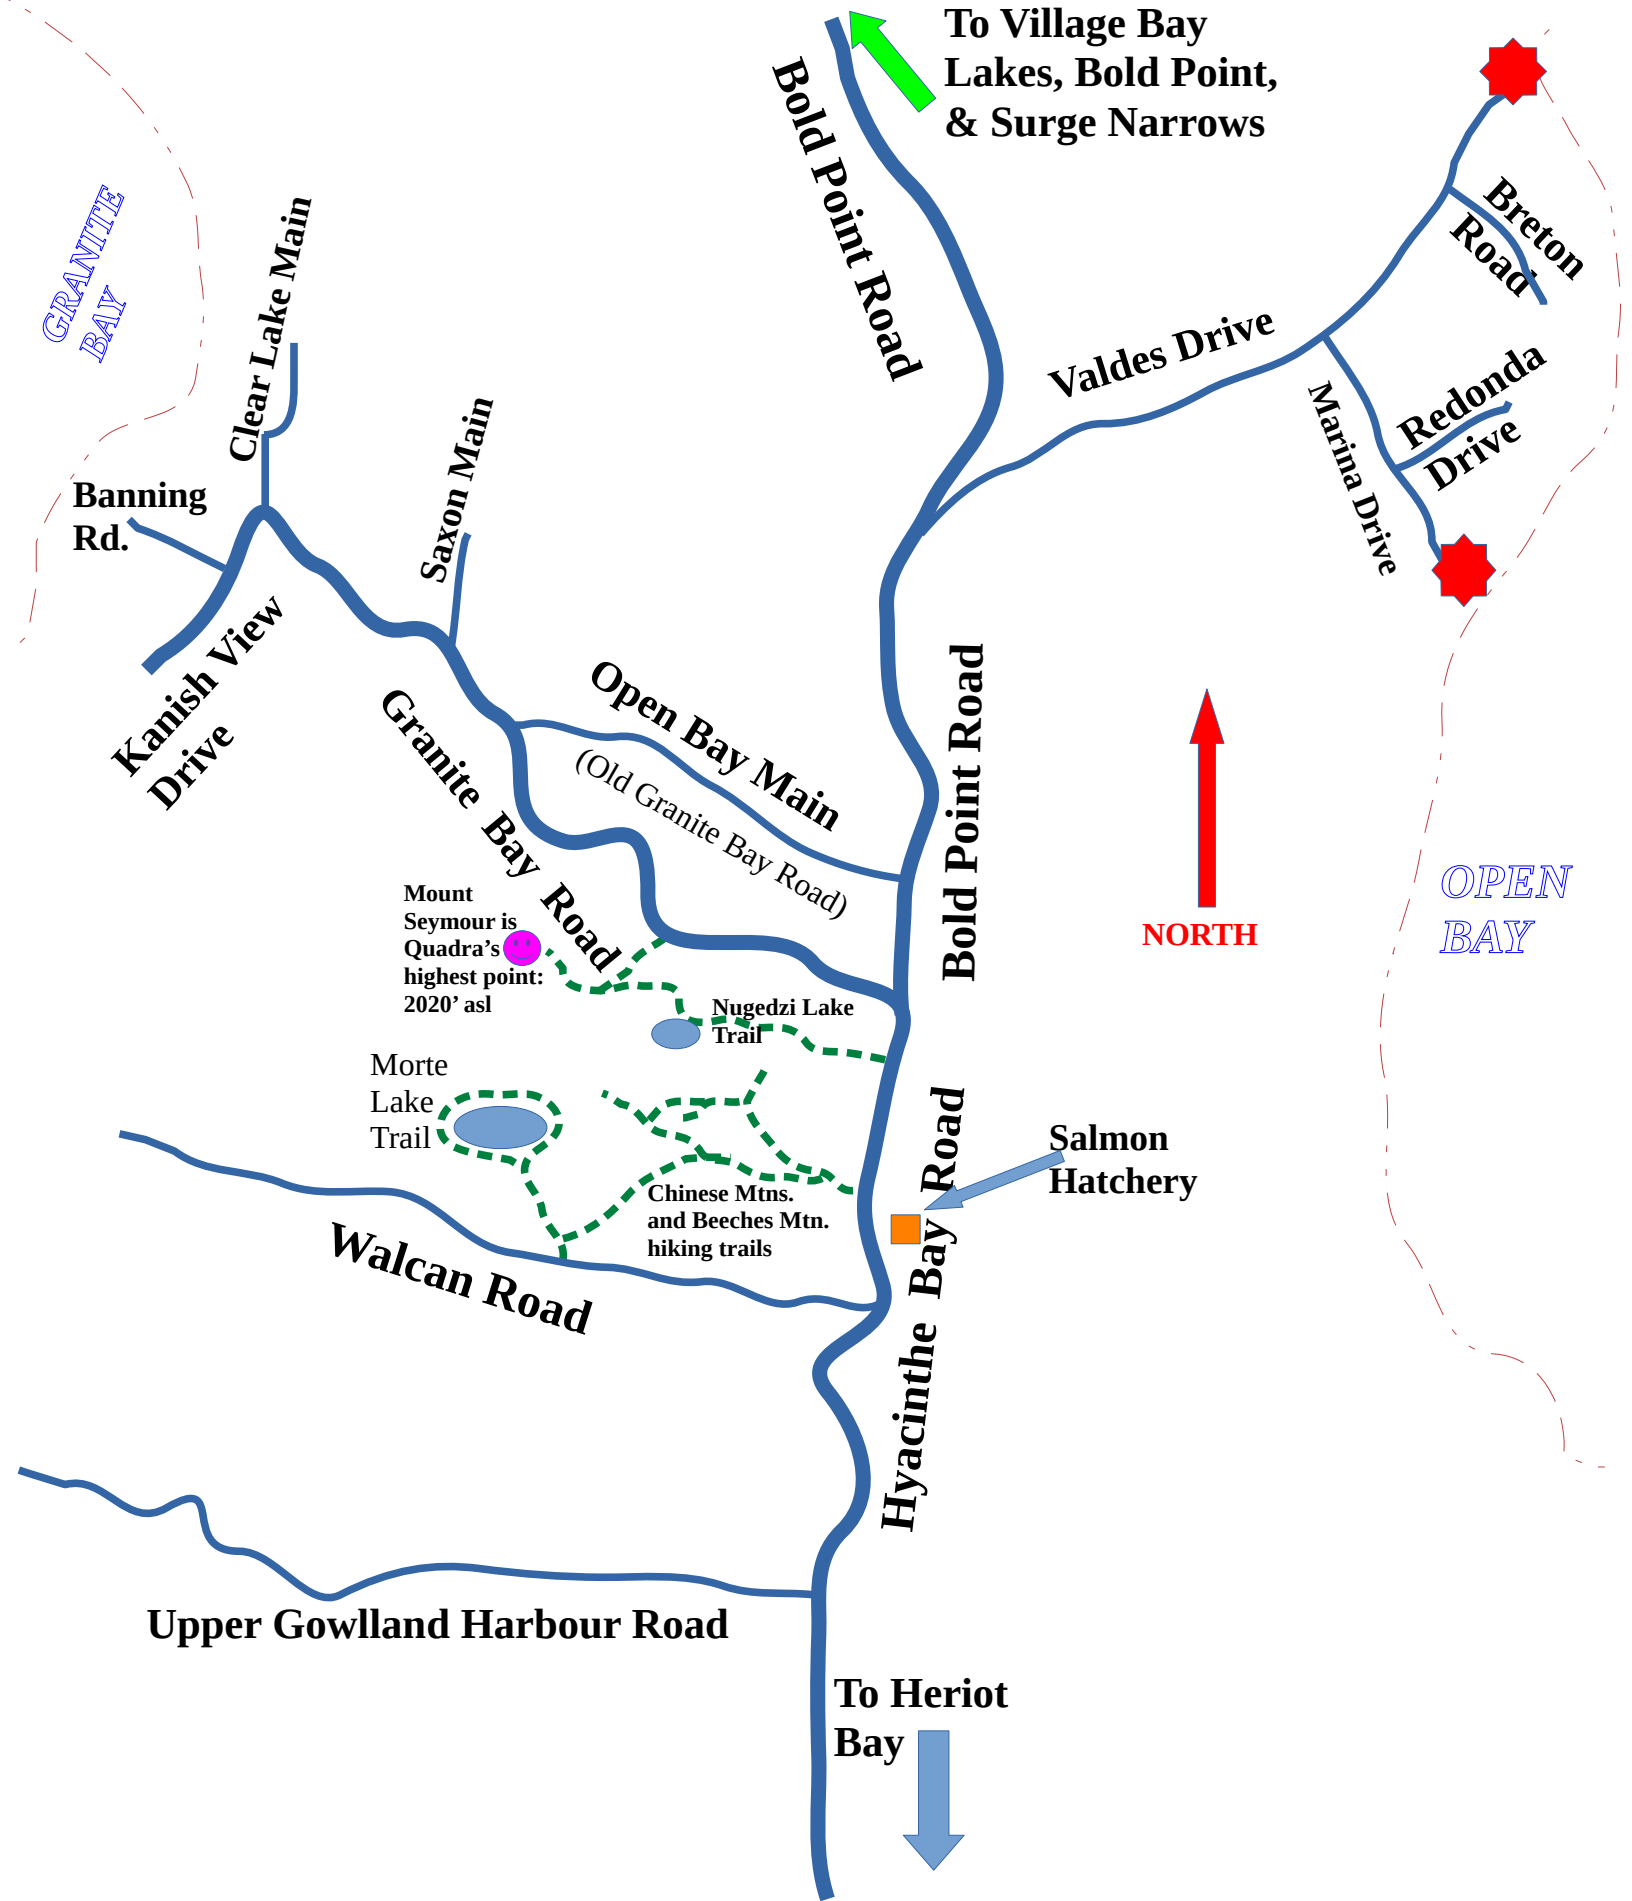 To Village Bay
Lakes, Bold Point,
& Surge Narrows
Bold Point Road
Breton
Road
GRANITE
BAY
Clear Lake Main
Valdes Drive
Redonda
Drive
Marina Drive
Saxon Main
Banning
Rd.
Kanish View
Drive
Open Bay Main
(Old Granite Bay Road)
Granite Bay Road
Bold Point Road
NORTH
OPEN
BAY
Mount
Seymour is
Quadra’s
highest point:
2020’ asl
Nugedzi Lake
Trail
Morte
Lake
Trail
Salmon
Hatchery
Chinese Mtns.
and Beeches Mtn.
hiking trails
Walcan Road
Hyacinthe Bay Road
Upper Gowlland Harbour Road
To Heriot
Bay